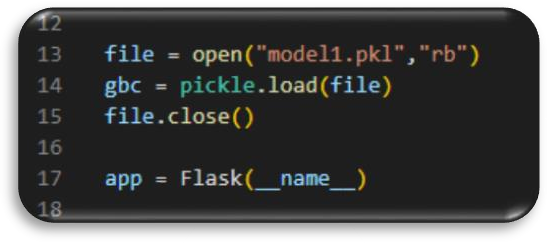 12
13 file = open("model1.pkl","rb")
14 gbc = pickle.load(file)
15 file.close()
16
17 app = Flask(__name__)
18